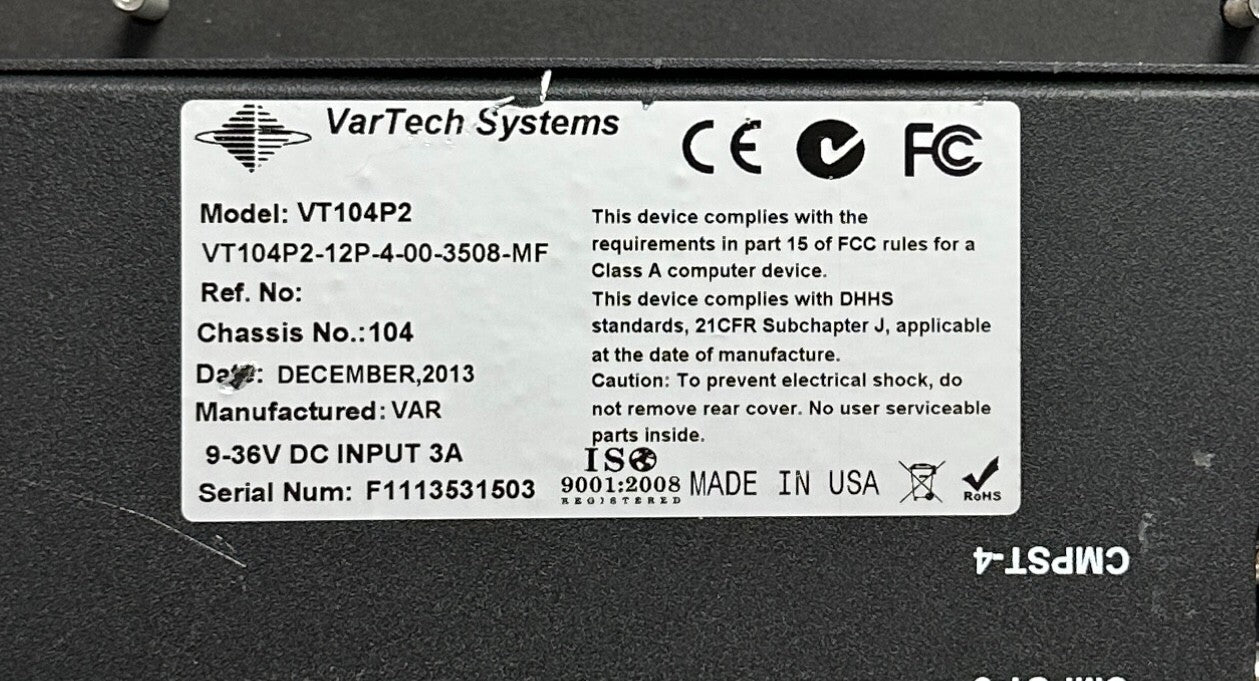 VarTech Systems
CE FC
Model: VT104P2
VT104P2-12P-4-00-3508-MF
Ref. No:
Chassis No.:104
Date: DECEMBER,2013
Manufactured: VAR
9-36V DC INPUT 3A
Serial Num: F1113531503
This device complies with the
requirements in part 15 of FCC rules for a
Class A computer device.
This device complies with DHHS
standards, 21CFR Subchapter J, applicable
at the date of manufacture.
Caution: To prevent electrical shock, do
not remove rear cover. No user serviceable
parts inside.
ISO
9001:2008
REGISTERED
MADE IN USA
RoHS
CMPST-4